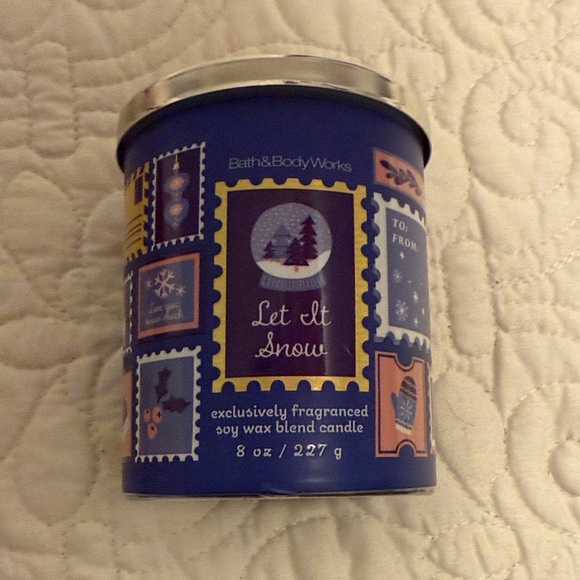 Bath&BodyWorks
TO:
FROM:
Let It
Snow
exclusively fragranced
soy wax blend candle
8 oz / 227 g